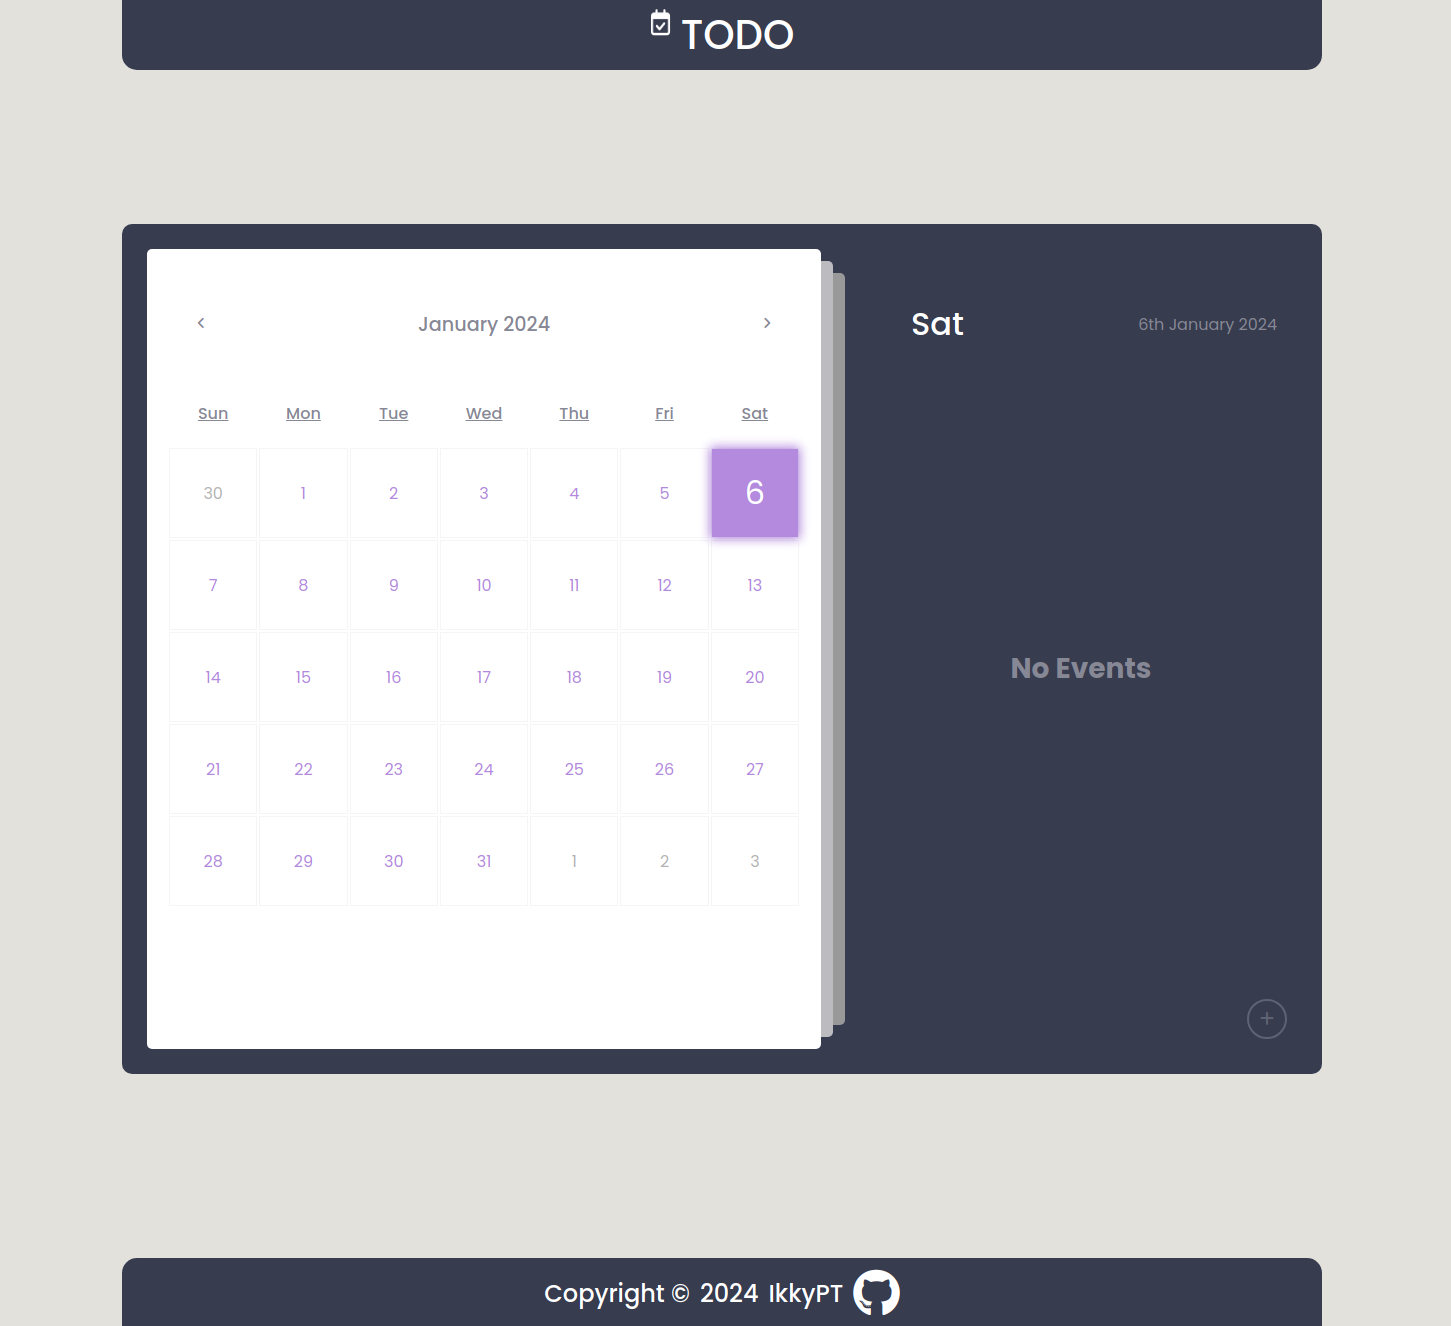 TODO
January 2024
Sat
6th January 2024
Sun Mon Tue Wed Thu Fri Sat
30 1 2 3 4 5 6
7 8 9 10 11 12 13
14 15 16 17 18 19 20
21 22 23 24 25 26 27
28 29 30 31 1 2 3
No Events
+
Copyright © 2024 IkkyPT